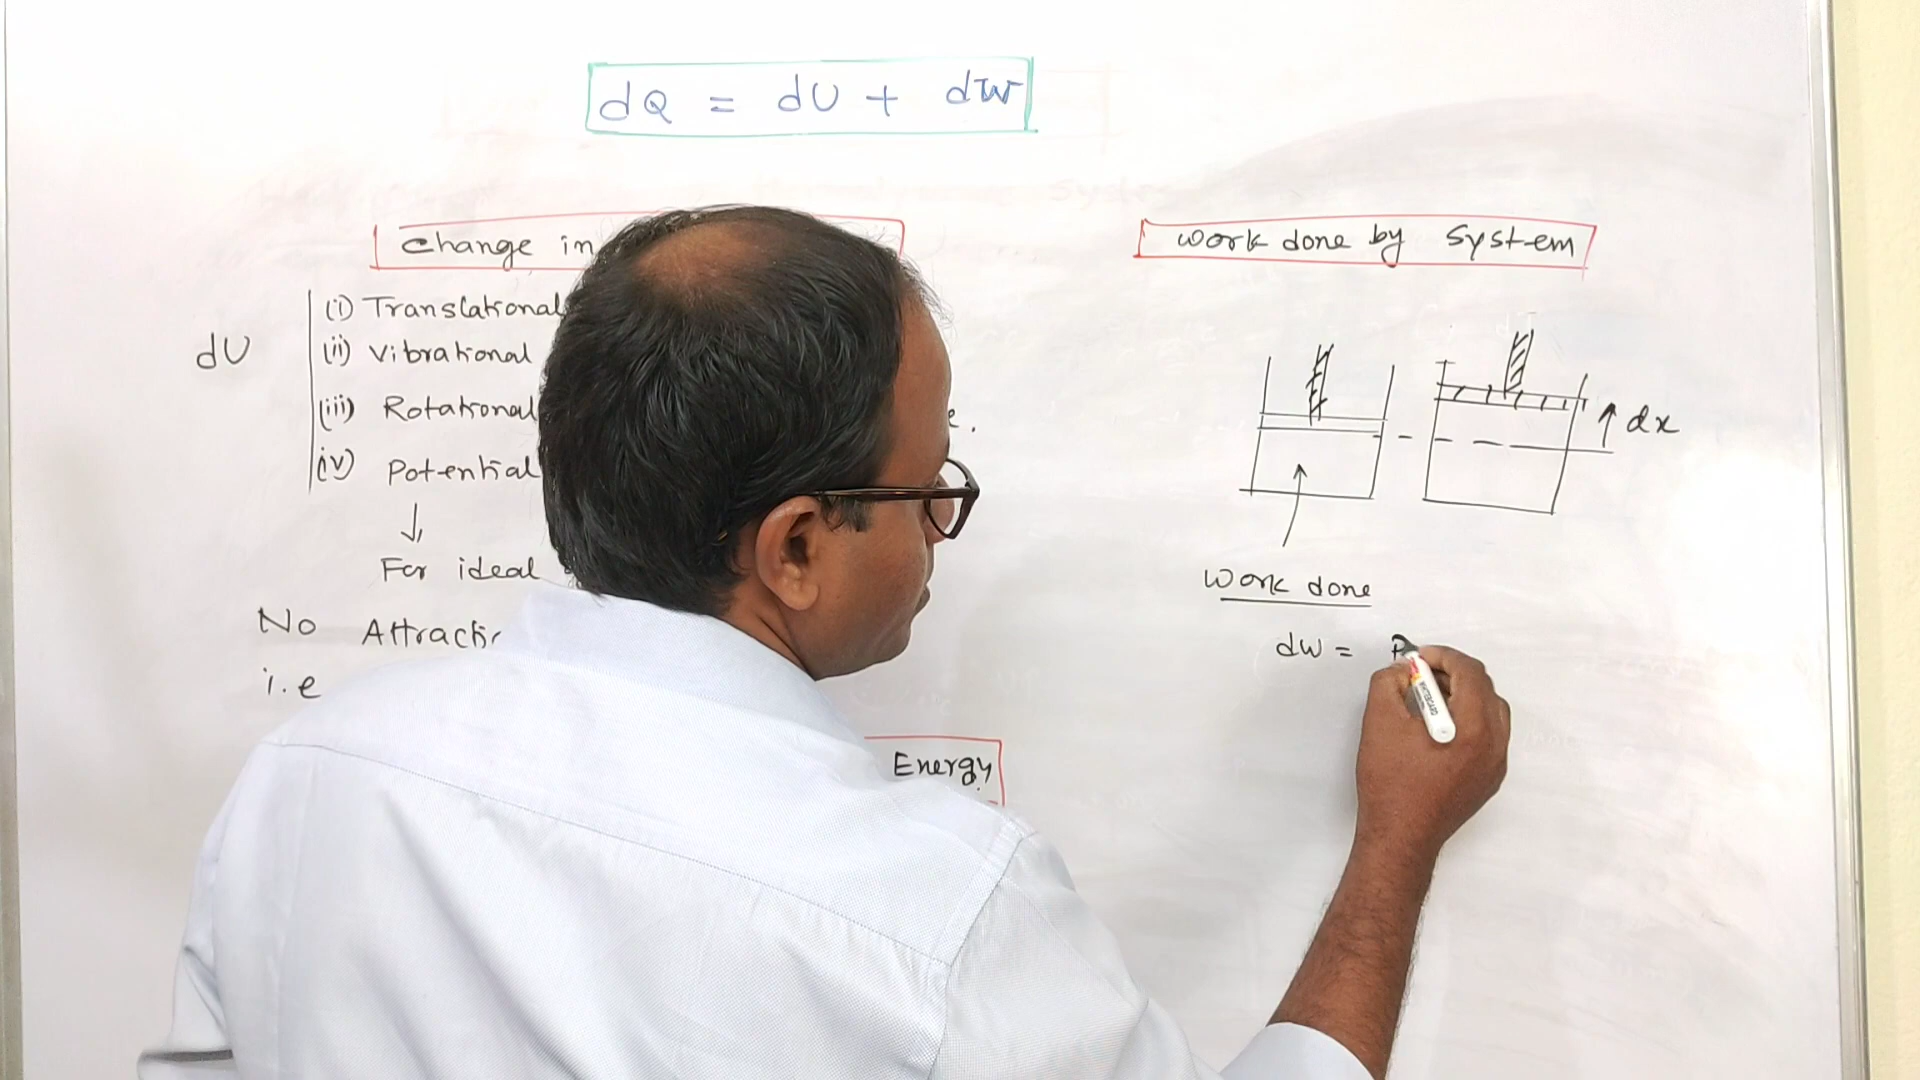 dQ = dU + dW
Change in
(i) Translational
(ii) Vibrational
dU
(iii) Rotational
e.
(iv) Potential
↓
For ideal
No Attracti
i.e
Energy
Work done by System
↑ dx
Work done
dw = P